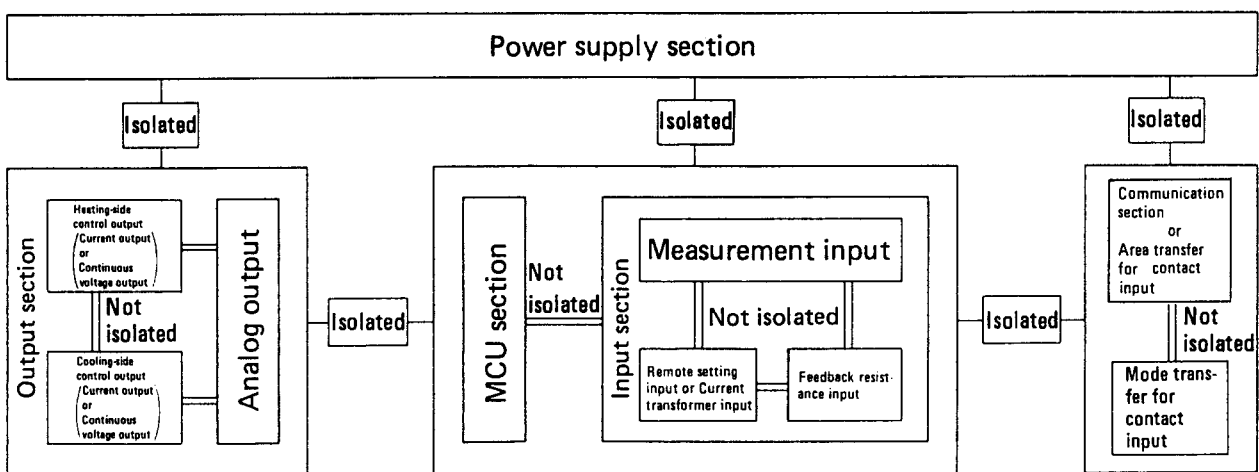 Power supply section
Isolated
Isolated
Isolated
Output section
Heating-side
control output
(Current output
or
Continuous
voltage output)
Not
isolated
Cooling-side
control output
(Current output
or
Continuous
voltage output)
Analog output
Isolated
MCU section
Not
isolated
Input section
Measurement input
Not isolated
Remote setting
input or Current
transformer input
Feedback resist-
ance input
Isolated
Communication
section
or
Area transfer
for contact
input
Not
isolated
Mode trans-
fer for
contact
input